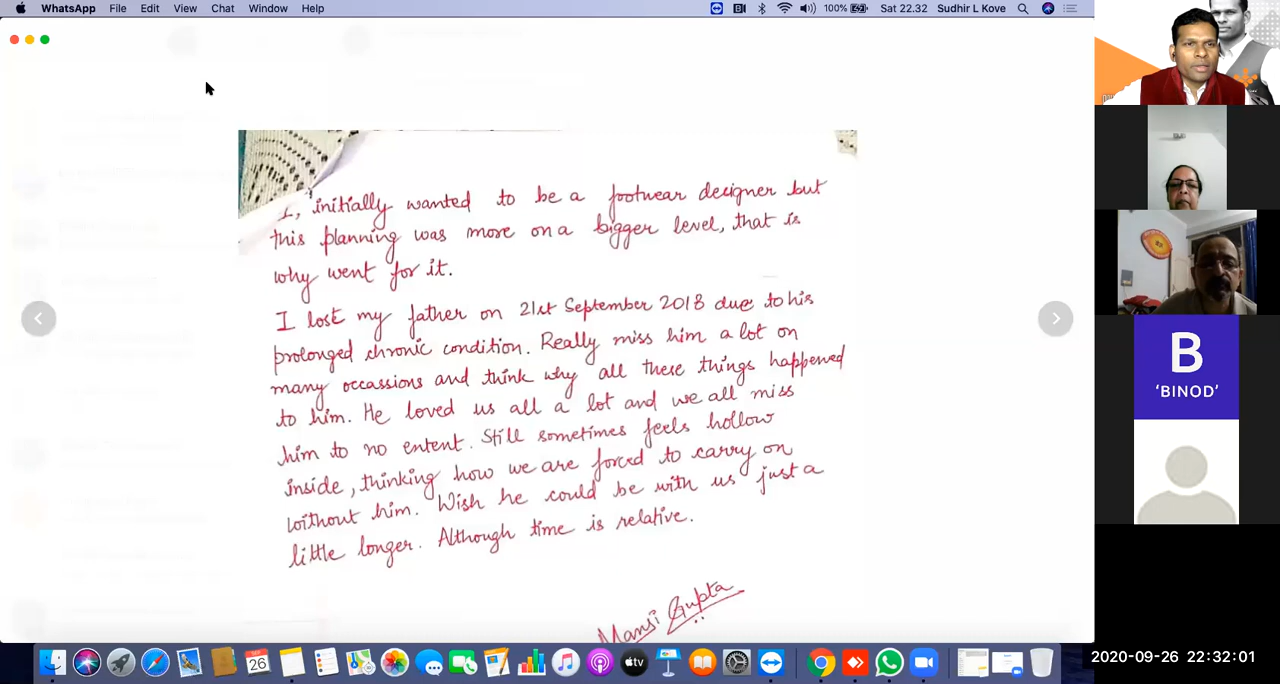 WhatsApp File Edit View Chat Window Help 100% Sat 22.32 Sudhir L Kove
I, initially wanted to be a footwear designer but
this planning was more on a bigger level, that is
why went for it.
I lost my father on 21st September 2018 due to his
prolonged chronic condition. Really miss him a lot on
many occassions and think why all these things happened
to him. He loved us all a lot and we all miss
him to no entent. Still sometimes feels hollow
inside, thinking how we are forced to carry on
without him. Wish he could be with us just a
little longer. Although time is relative.
Mansi Gupta
B
'BINOD'
SEP
26
tv
2020-09-26 22:32:01